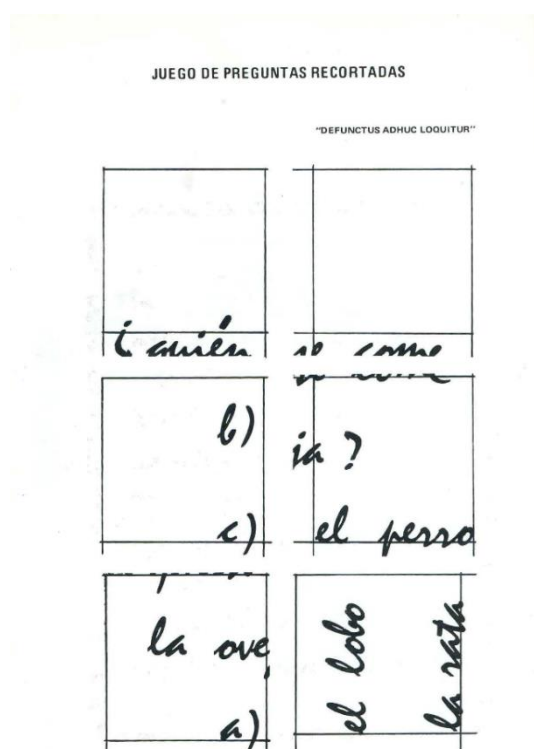 JUEGO DE PREGUNTAS RECORTADAS
"DEFUNCTUS ADHUC LOQUITUR"
¿quién se come
b)
ja ?
c) el perro
la ove
a)
el lobo
la rata